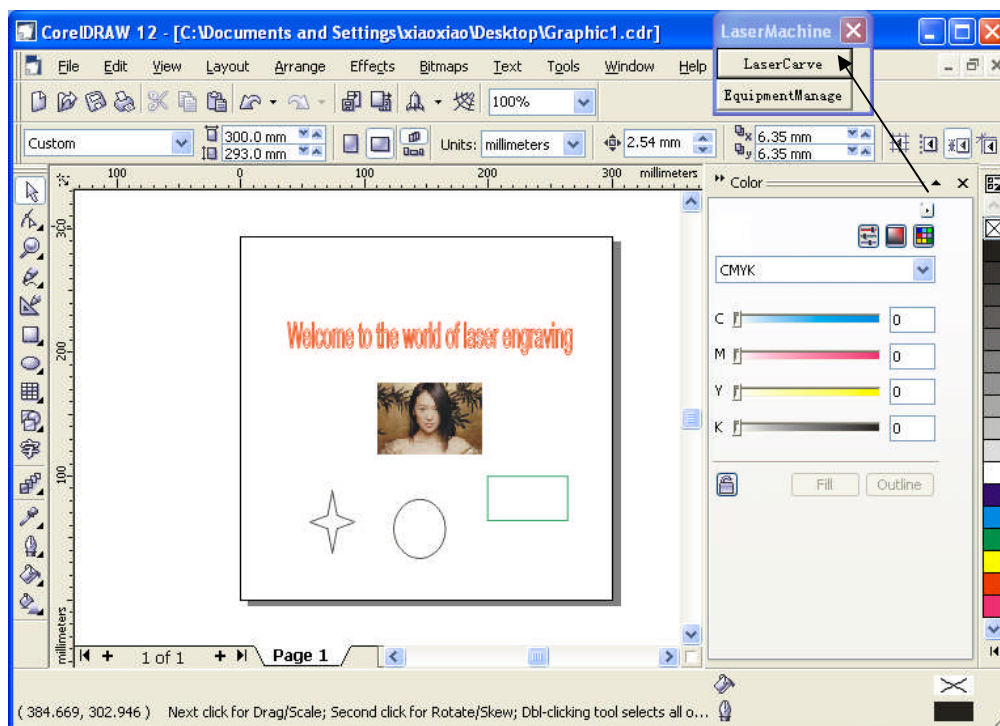 CorelDRAW 12 - [C:\Documents and Settings\xiaoxiao\Desktop\Graphic1.cdr]
LaserMachine
File Edit View Layout Arrange Effects Bitmaps Text Tools Window Help
LaserCarve
EquipmentManage
100%
Custom
300.0 mm
293.0 mm
Units: millimeters
2.54 mm
x 6.35 mm
y 6.35 mm
100 0 100 200 300 millimeters
Color
300
CMYK
C 0
Welcome to the world of laser engraving
M 0
200
Y 0
K 0
字
100
Fill Outline
millimeters
1 of 1 Page 1
( 384.669, 302.946 ) Next click for Drag/Scale; Second click for Rotate/Skew; Dbl-clicking tool selects all o...